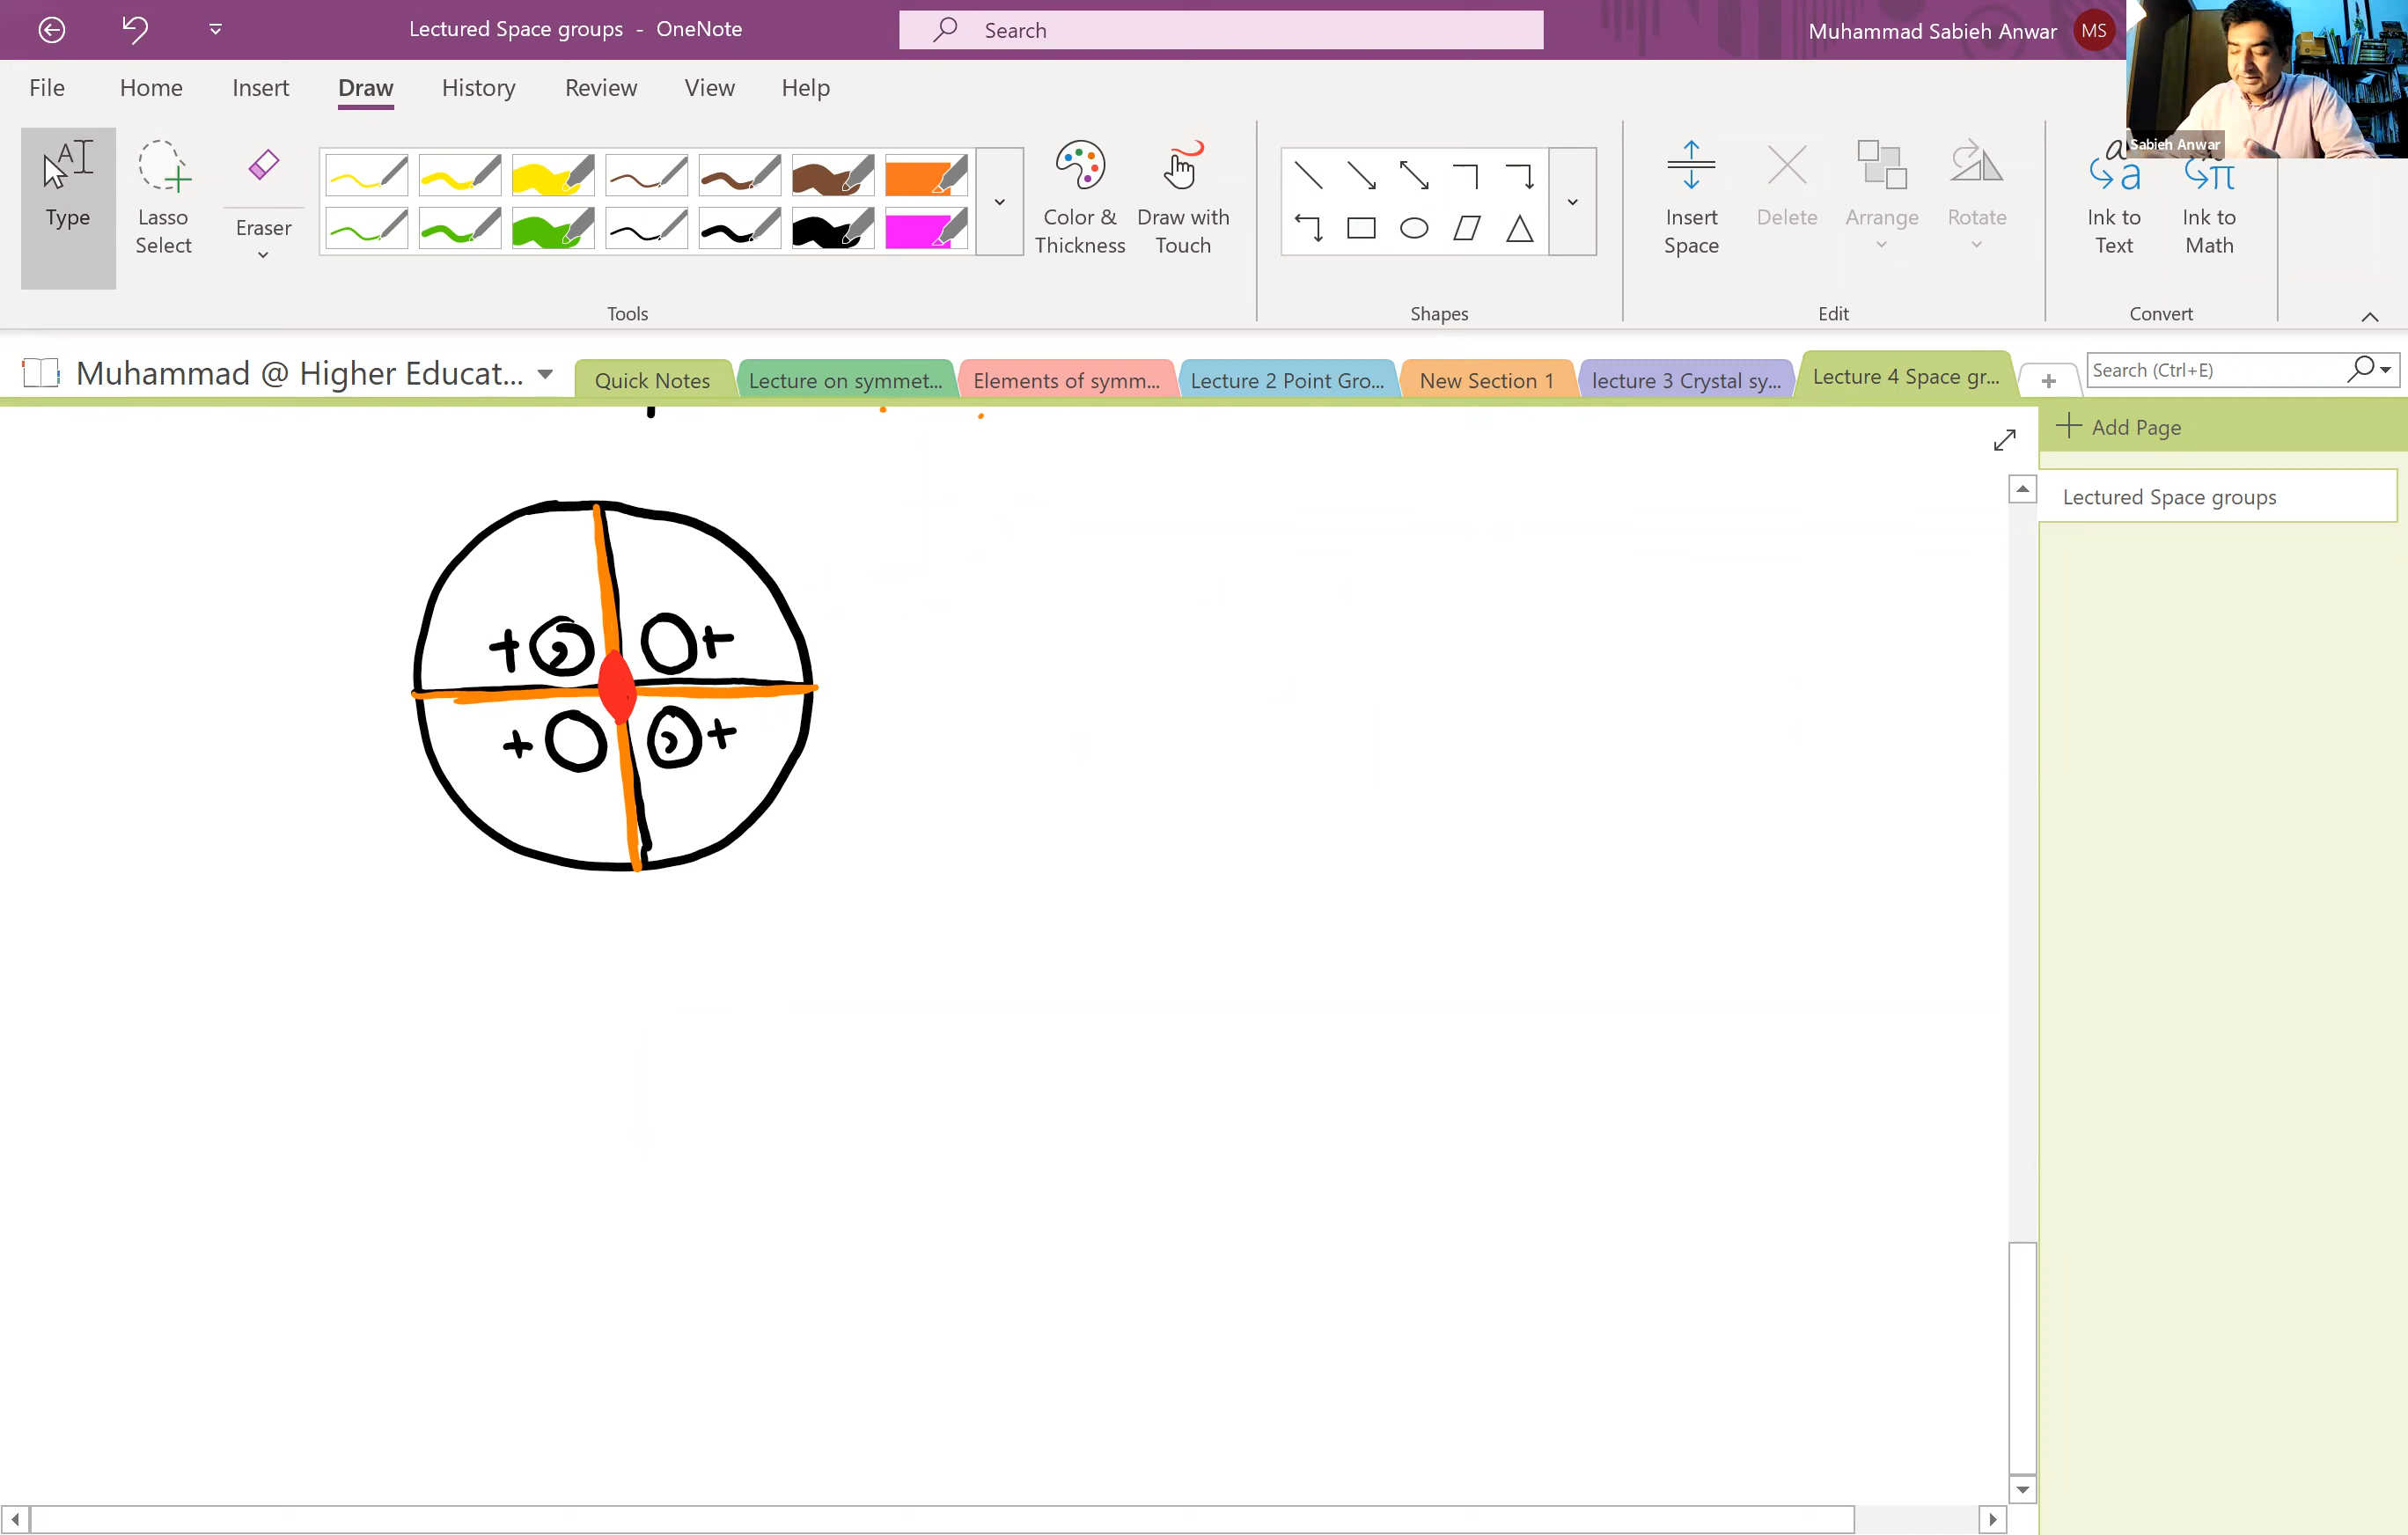 Lectured Space groups - OneNote
Search
Muhammad Sabieh Anwar
MS
Sabieh Anwar
File Home Insert Draw History Review View Help
Type
Lasso Select
Eraser
Color & Thickness
Draw with Touch
Insert Space
Delete
Arrange
Rotate
Ink to Text
Ink to Math
Tools
Shapes
Edit
Convert
Muhammad @ Higher Educat...
Quick Notes
Lecture on symmet...
Elements of symm...
Lecture 2 Point Gro...
New Section 1
lecture 3 Crystal sy...
Lecture 4 Space gr...
Search (Ctrl+E)
Add Page
Lectured Space groups
+ , +
+ , +